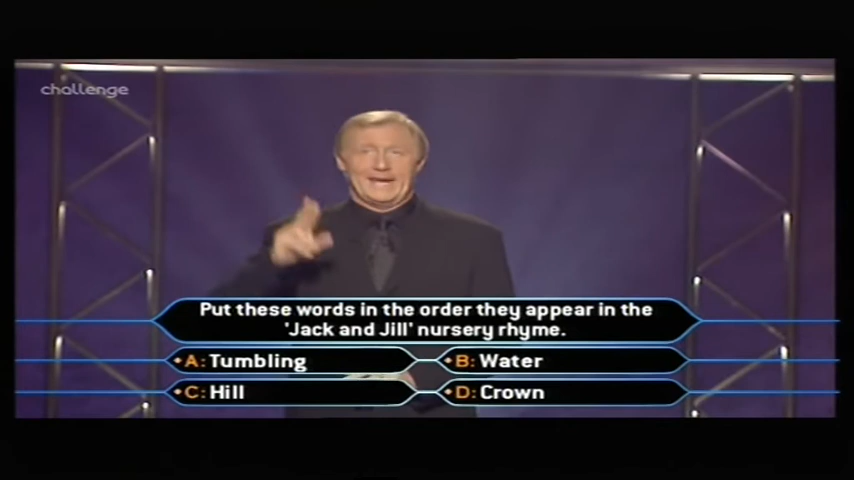 challenge
Put these words in the order they appear in the
'Jack and Jill' nursery rhyme.
A: Tumbling
B: Water
C: Hill
D: Crown